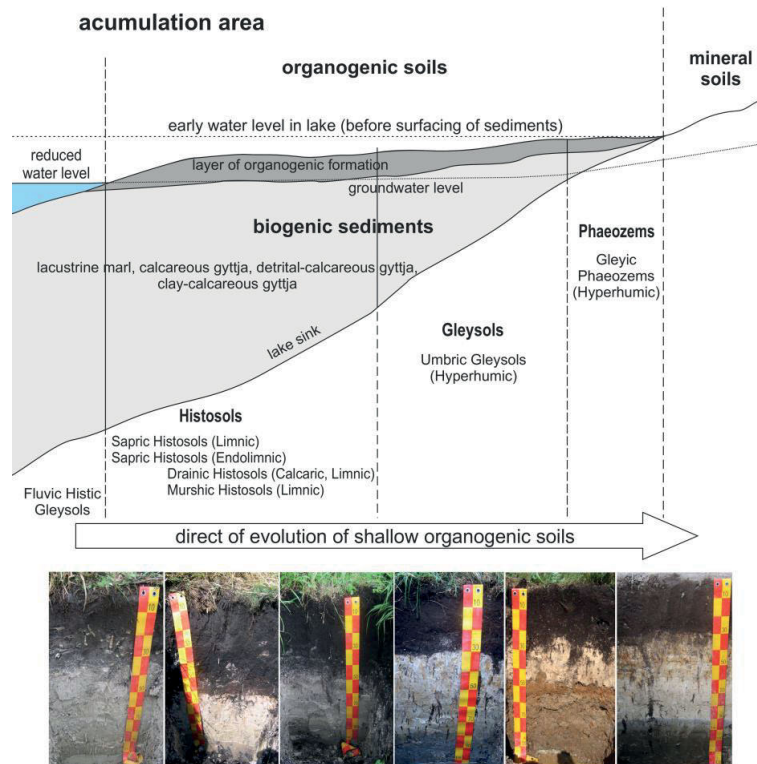 acumulation area
organogenic soils
mineral
soils
early water level in lake (before surfacing of sediments)
reduced
water level
layer of organogenic formation
groundwater level
biogenic sediments
lacustrine marl, calcareous gyttja, detrital-calcareous gyttja,
clay-calcareous gyttja
Phaeozems
Gleyic
Phaeozems
(Hyperhumic)
lake sink
Gleysols
Umbric Gleysols
(Hyperhumic)
Histosols
Sapric Histosols (Limnic)
Sapric Histosols (Endolimnic)
Drainic Histosols (Calcaric, Limnic)
Murshic Histosols (Limnic)
Fluvic Histic
Gleysols
direct of evolution of shallow organogenic soils